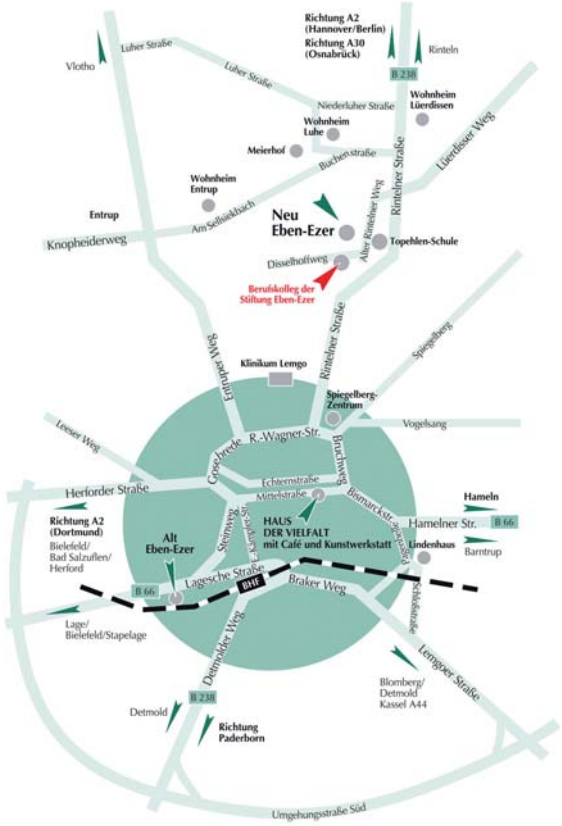 Richtung A2
(Hannover/Berlin)
Richtung A30
(Osnabrück)
Rinteln
B 238
Vlotho
Luher Straße
Luher Straße
Niederluher Straße
Wohnheim
Lüerdissen
Wohnheim
Luhe
Meierhof
Buchenstraße
Lüerdisser Weg
Wohnheim
Entrup
Rintelner Straße
Entrup
Am Selsiekbach
Neu
Eben-Ezer
Alter Rintelner Weg
Knopheiderweg
Topehlen-Schule
Disselhoffweg
Berufskolleg der
Stiftung Eben-Ezer
Rintelner Straße
Entruper Weg
Klinikum Lemgo
Spiegelberg
Spiegelberg-
Zentrum
Vogelsang
Leeser Weg
Gosebrede
R.-Wagner-Str.
Bruchweg
Echternstraße
Herforder Straße
Mittelstraße
Bismarckstr.
Hameln
Hamelner Str.
B 66
Barntrup
Richtung A2
(Dortmund)
Bielefeld/
Bad Salzuflen/
Herford
Steinweg
HAUS
DER VIELFALT
mit Café und Kunstwerkstatt
Lindenhaus
Alt
Eben-Ezer
Lagesche Straße
B 66
BHF
Braker Weg
Schloßstraße
Lage/
Bielefeld/Stapelage
Detmolder Weg
Lemgoer Straße
Blomberg/
Detmold
Kassel A44
Detmold
B 238
Richtung
Paderborn
Umgehungsstraße Süd